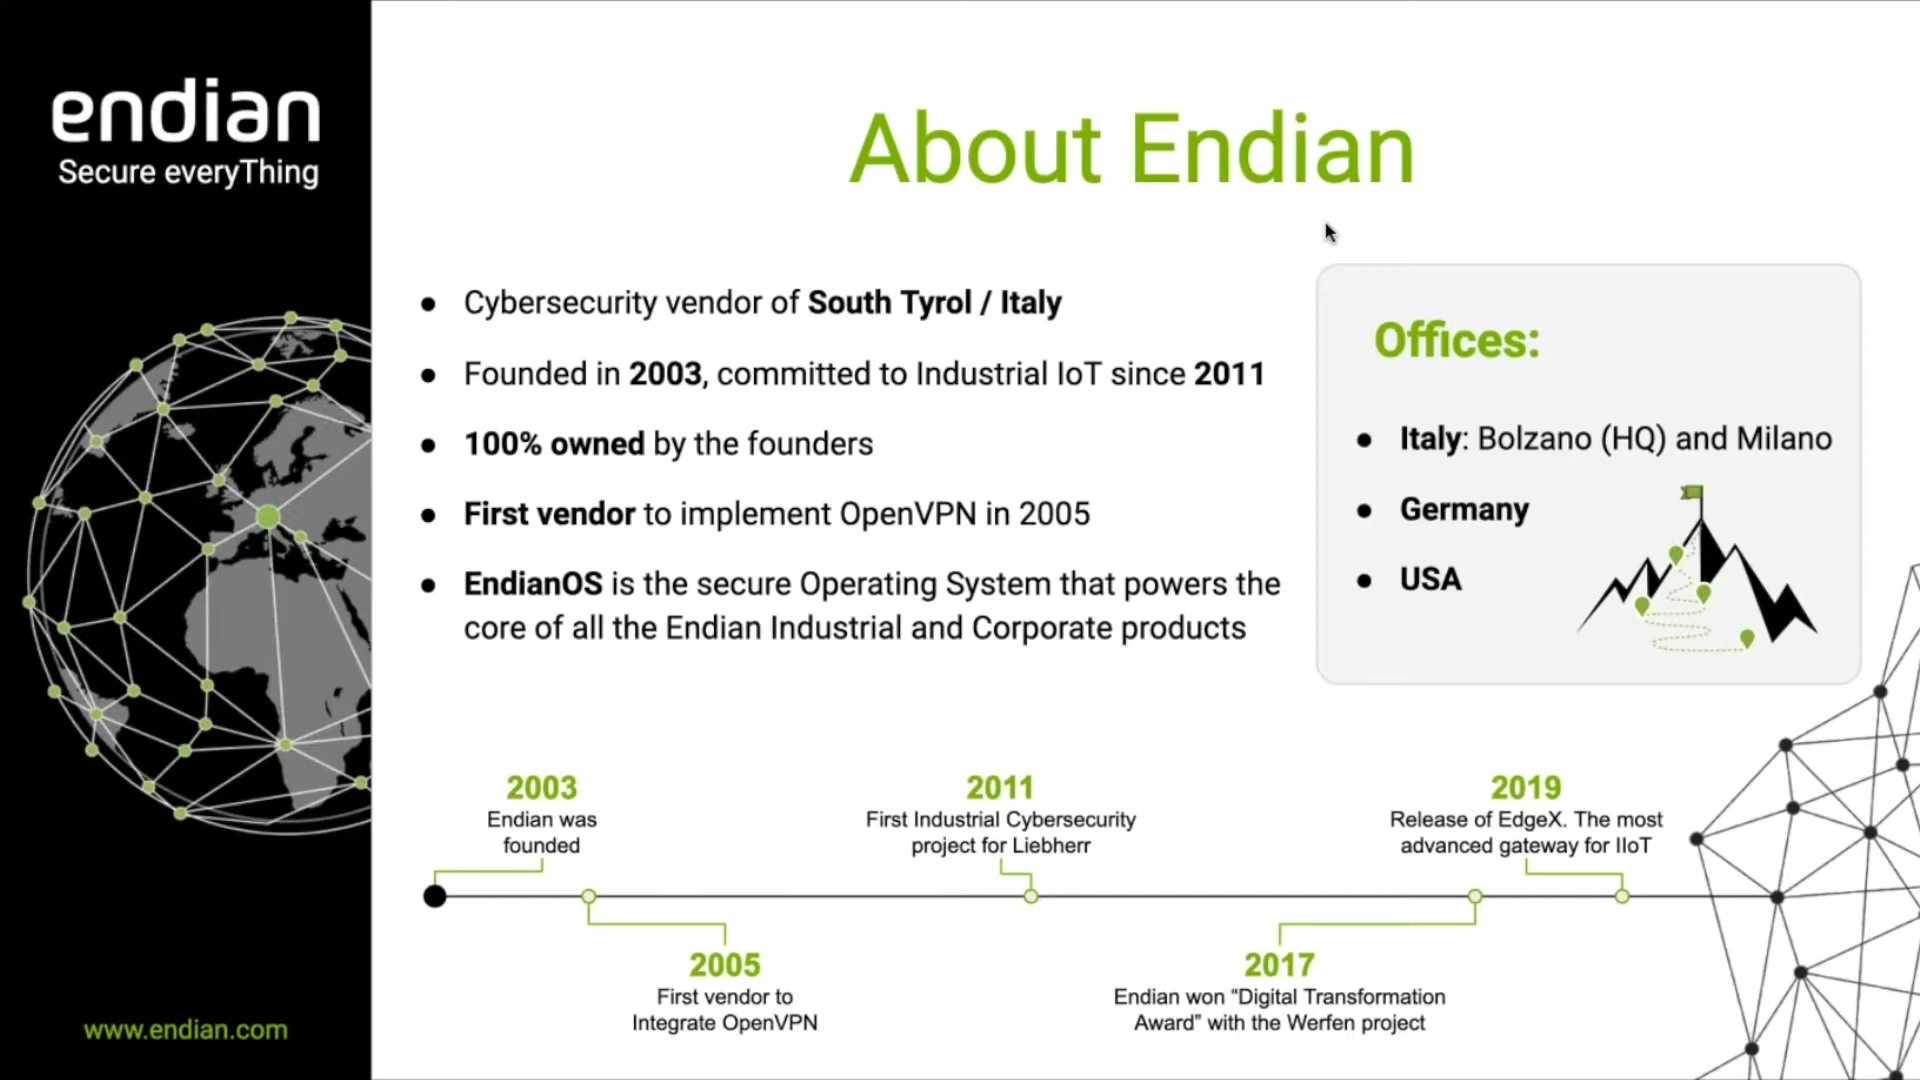 endian
Secure everyThing
About Endian
● Cybersecurity vendor of South Tyrol / Italy
● Founded in 2003, committed to Industrial IoT since 2011
● 100% owned by the founders
● First vendor to implement OpenVPN in 2005
● EndianOS is the secure Operating System that powers the
core of all the Endian Industrial and Corporate products
Offices:
● Italy: Bolzano (HQ) and Milano
● Germany
● USA
2003
Endian was
founded
2005
First vendor to
Integrate OpenVPN
2011
First Industrial Cybersecurity
project for Liebherr
2017
Endian won “Digital Transformation
Award” with the Werfen project
2019
Release of EdgeX. The most
advanced gateway for IIoT
www.endian.com